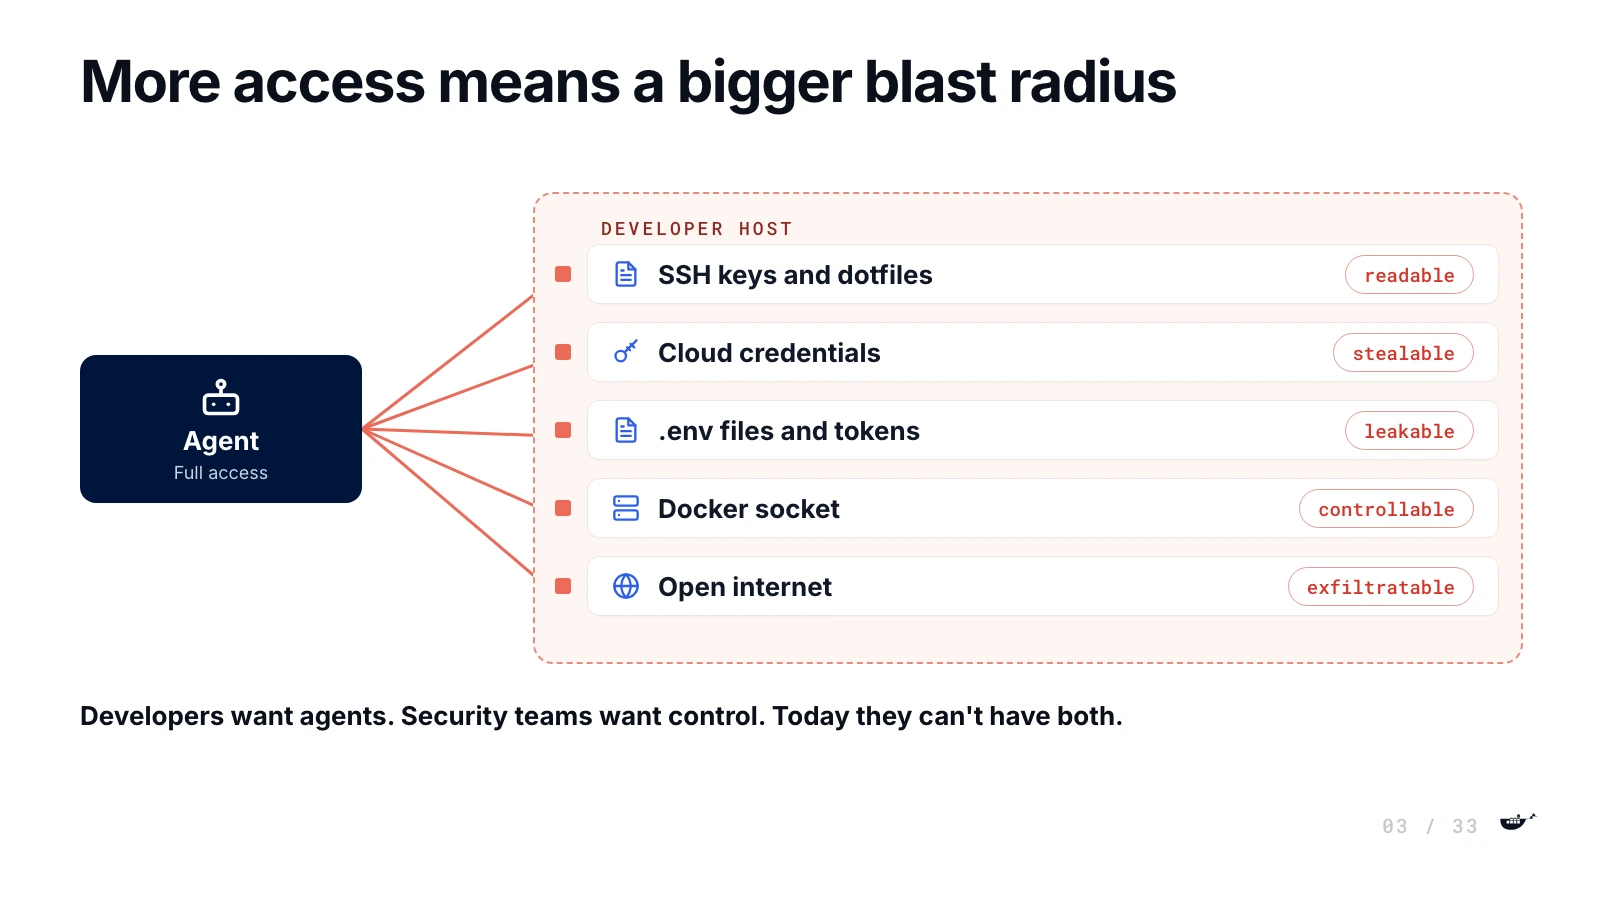 More access means a bigger blast radius
DEVELOPER HOST
SSH keys and dotfiles
readable
Cloud credentials
stealable
.env files and tokens
leakable
Docker socket
controllable
Open internet
exfiltratable
Agent
Full access
Developers want agents. Security teams want control. Today they can't have both.
03 / 33